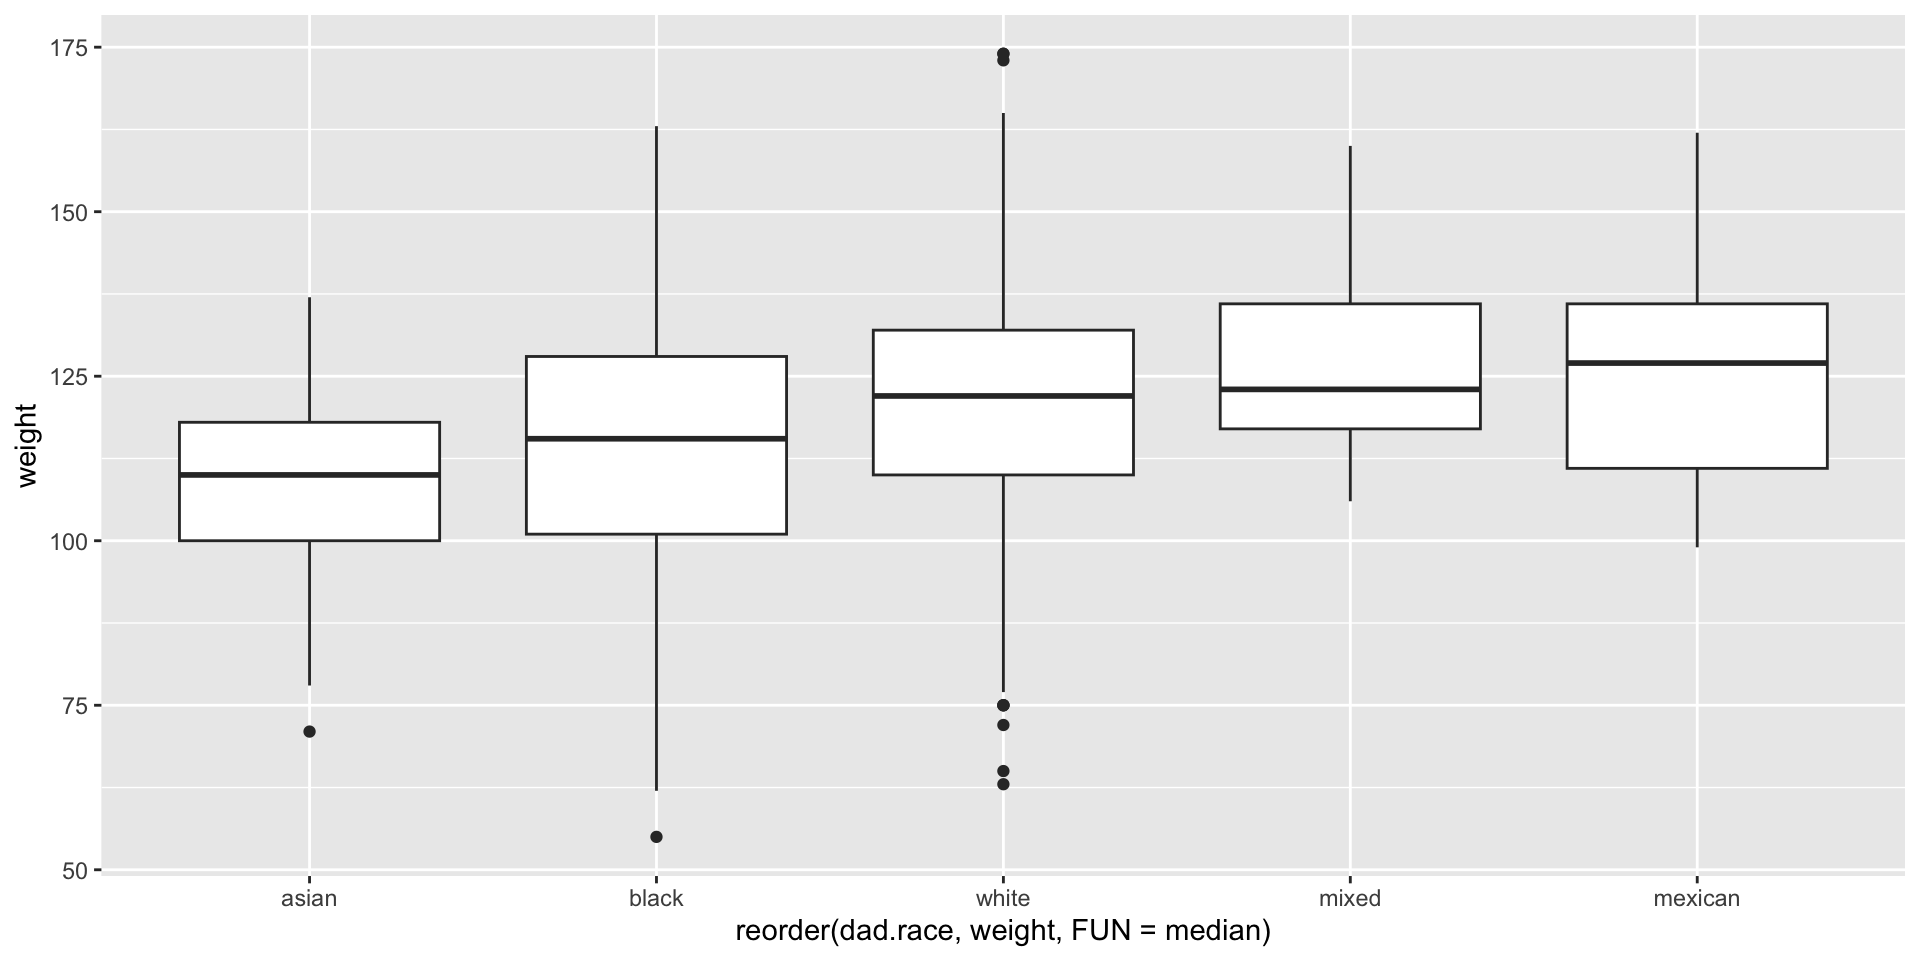 175
150
125
100
75
50
weight
asian black white mixed mexican
reorder(dad.race, weight, FUN = median)